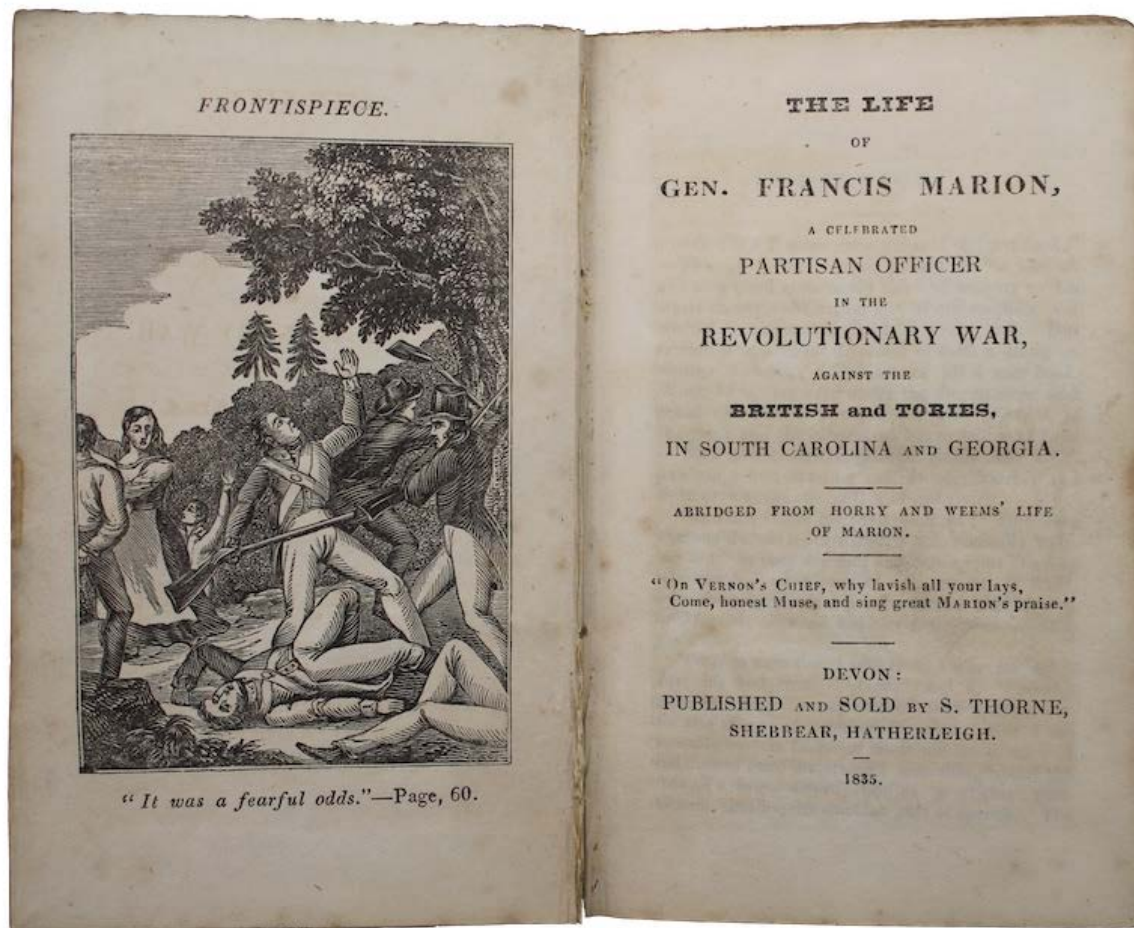 FRONTISPIECE.
"It was a fearful odds."—Page, 60.
THE LIFE
OF
GEN. FRANCIS MARION,
A CELEBRATED
PARTISAN OFFICER
IN THE
REVOLUTIONARY WAR,
AGAINST THE
BRITISH and TORIES,
IN SOUTH CAROLINA AND GEORGIA.
ABRIDGED FROM HORRY AND WEEMS' LIFE
OF MARION.
"On VERNON'S CHIEF, why lavish all your lays,
Come, honest Muse, and sing great MARION'S praise."
DEVON:
PUBLISHED AND SOLD BY S. THORNE,
SHEBBEAR, HATHERLEIGH.
1835.